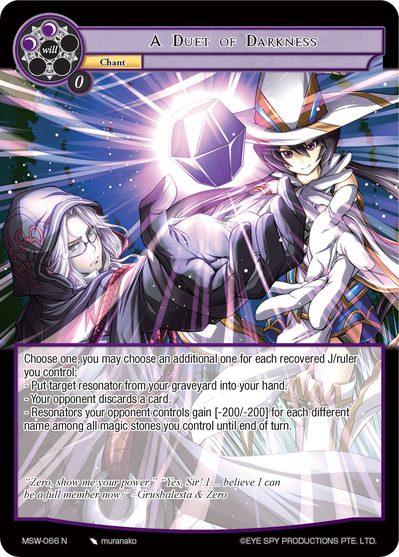 A Duet of Darkness
will
Chant
0
Choose one, you may choose an additional one for each recovered J/ruler
you control:
- Put target resonator from your graveyard into your hand.
- Your opponent discards a card.
- Resonators your opponent controls gain [-200/-200] for each different
name among all magic stones you control until end of turn.
"Zero, show me your power." "Yes, Sir! I... believe I can
be a full member now." –Grusbalesta & Zero
MSW-066 N muranako ©EYE SPY PRODUCTIONS PTE. LTD.